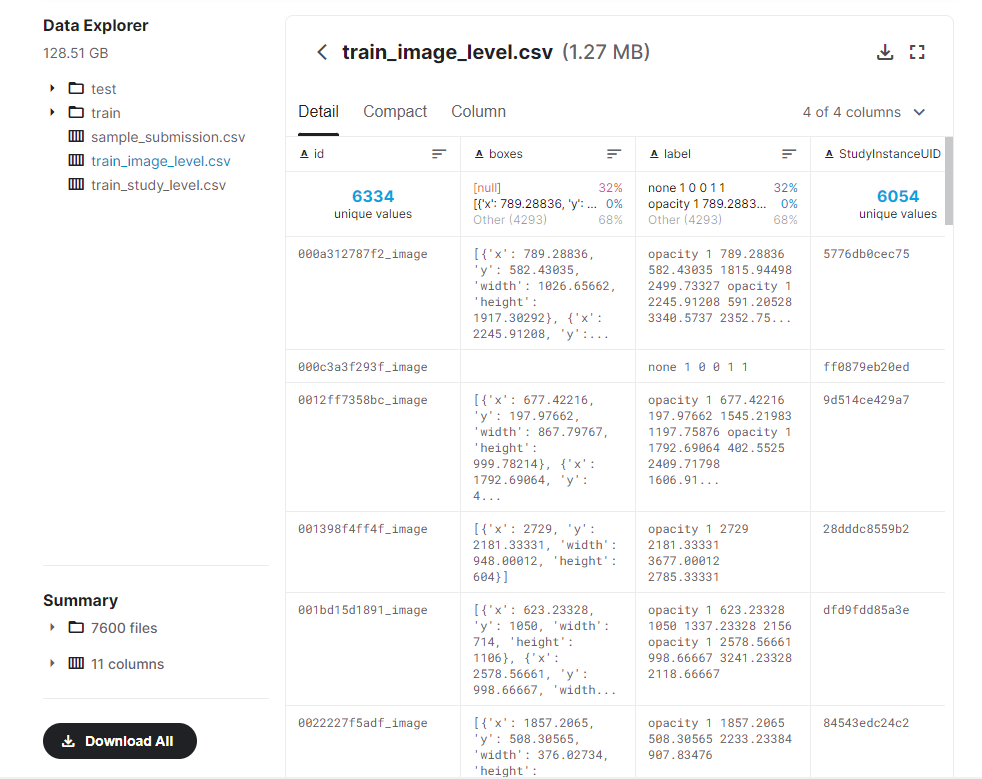 Data Explorer
128.51 GB
test
train
sample_submission.csv
train_image_level.csv
train_study_level.csv
Summary
7600 files
11 columns
Download All
train_image_level.csv (1.27 MB)
Detail Compact Column 4 of 4 columns
id boxes label StudyInstanceUID
6334
unique values
[null] 32%
[{'x': 789.28836, 'y': ... 0%
Other (4293) 68%
none 1 0 0 1 1 32%
opacity 1 789.2883... 0%
Other (4293) 68%
6054
unique values
000a312787f2_image
[{'x': 789.28836,
'y': 582.43035,
'width': 1026.65662,
'height':
1917.30292}, {'x':
2245.91208, 'y':...
opacity 1 789.28836
582.43035 1815.94498
2499.73327 opacity 1
2245.91208 591.20528
3340.5737 2352.75...
5776db0cec75
000c3a3f293f_image
none 1 0 0 1 1
ff0879eb20ed
0012ff7358bc_image
[{'x': 677.42216,
'y': 197.97662,
'width': 867.79767,
'height':
999.78214}, {'x':
1792.69064, 'y':
4...
opacity 1 677.42216
197.97662 1545.21983
1197.75876 opacity 1
1792.69064 402.5525
2409.71798
1606.91...
9d514ce429a7
001398f4ff4f_image
[{'x': 2729, 'y':
2181.33331, 'width':
948.00012, 'height':
604}]
opacity 1 2729
2181.33331
3677.00012
2785.33331
28dddc8559b2
001bd15d1891_image
[{'x': 623.23328,
'y': 1050, 'width':
714, 'height':
1106}, {'x':
2578.56661, 'y':
998.66667, 'width...
opacity 1 623.23328
1050 1337.23328 2156
opacity 1 2578.56661
998.66667 3241.23328
2118.66667
dfd9fdd85a3e
0022227f5adf_image
[{'x': 1857.2065,
'y': 508.30565,
'width': 376.02734,
'height':
opacity 1 1857.2065
508.30565 2233.23384
907.83476
84543edc24c2